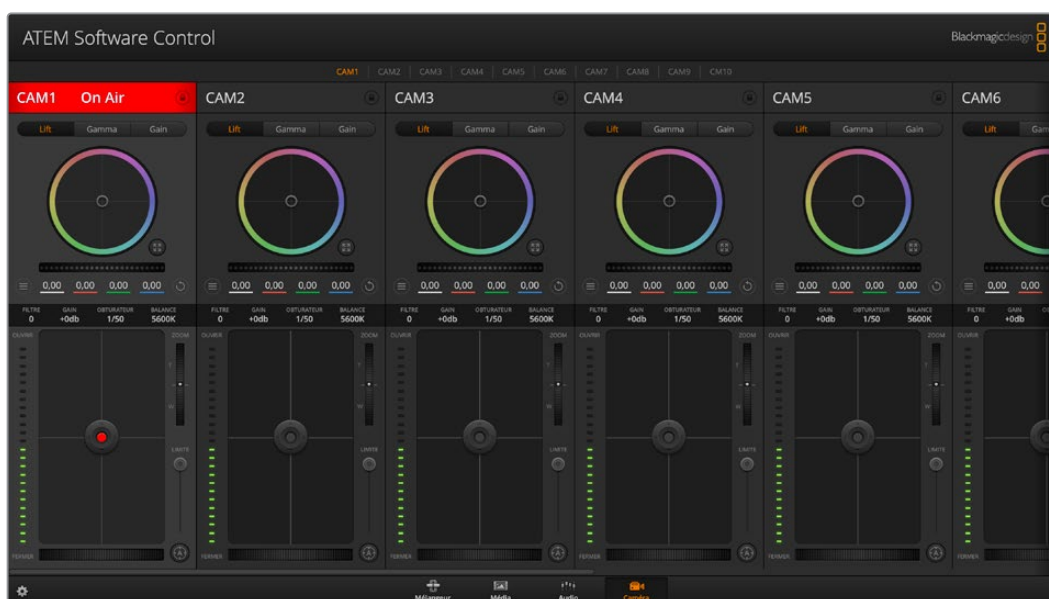 ATEM Software Control
Blackmagicdesign
CAM1 CAM2 CAM3 CAM4 CAM5 CAM6 CAM7 CAM8 CAM9 CM10
CAM1 On Air CAM2 CAM3 CAM4 CAM5 CAM6
Lift Gamma Gain Lift Gamma Gain Lift Gamma Gain Lift Gamma Gain Lift Gamma Gain Lift Gam
0,00 0,00 0,00 0,00 0,00 0,00 0,00 0,00 0,00 0,00 0,00 0,00 0,00 0,00 0,00 0,00 0,00 0,00 0,00 0,00 0,00 0,00
FILTRE GAIN OBTURATEUR BALANCE FILTRE GAIN OBTURATEUR BALANCE FILTRE GAIN OBTURATEUR BALANCE FILTRE GAIN OBTURATEUR BALANCE FILTRE GAIN OBTURATEUR BALANCE FILTRE GAIN
0 +0db 1/50 5600K 0 +0db 1/50 5600K 0 +0db 1/50 5600K 0 +0db 1/50 5600K 0 +0db 1/50 5600K 0 +0db
OUVRIR ZOOM OUVRIR ZOOM OUVRIR ZOOM OUVRIR ZOOM OUVRIR ZOOM OUVRIR
T T T T T
W W W W W
LIMITE LIMITE LIMITE LIMITE LIMITE
FERMER FERMER FERMER FERMER FERMER FERMER
Mélangeur Média Audio Caméra